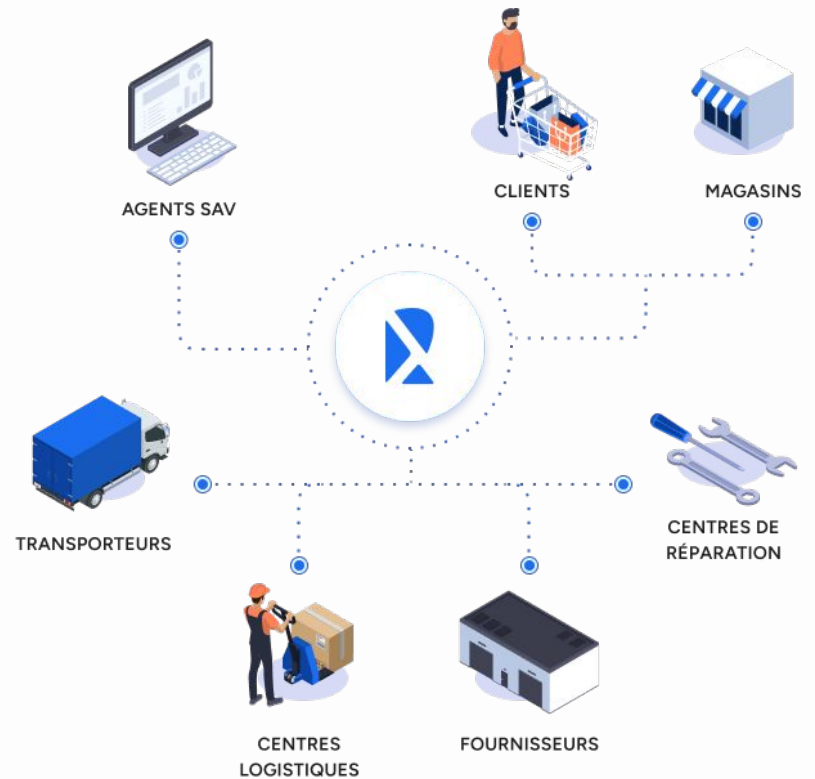 AGENTS SAV
CLIENTS
MAGASINS
TRANSPORTEURS
CENTRES DE
RÉPARATION
CENTRES
LOGISTIQUES
FOURNISSEURS